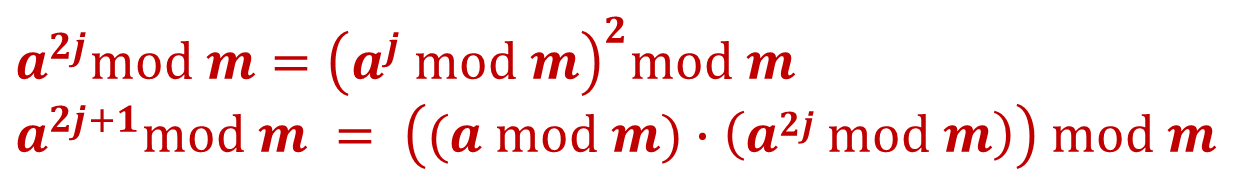 a^{2j} mod m = (a^j mod m)^2 mod m
a^{2j+1} mod m = ((a mod m) · (a^{2j} mod m)) mod m